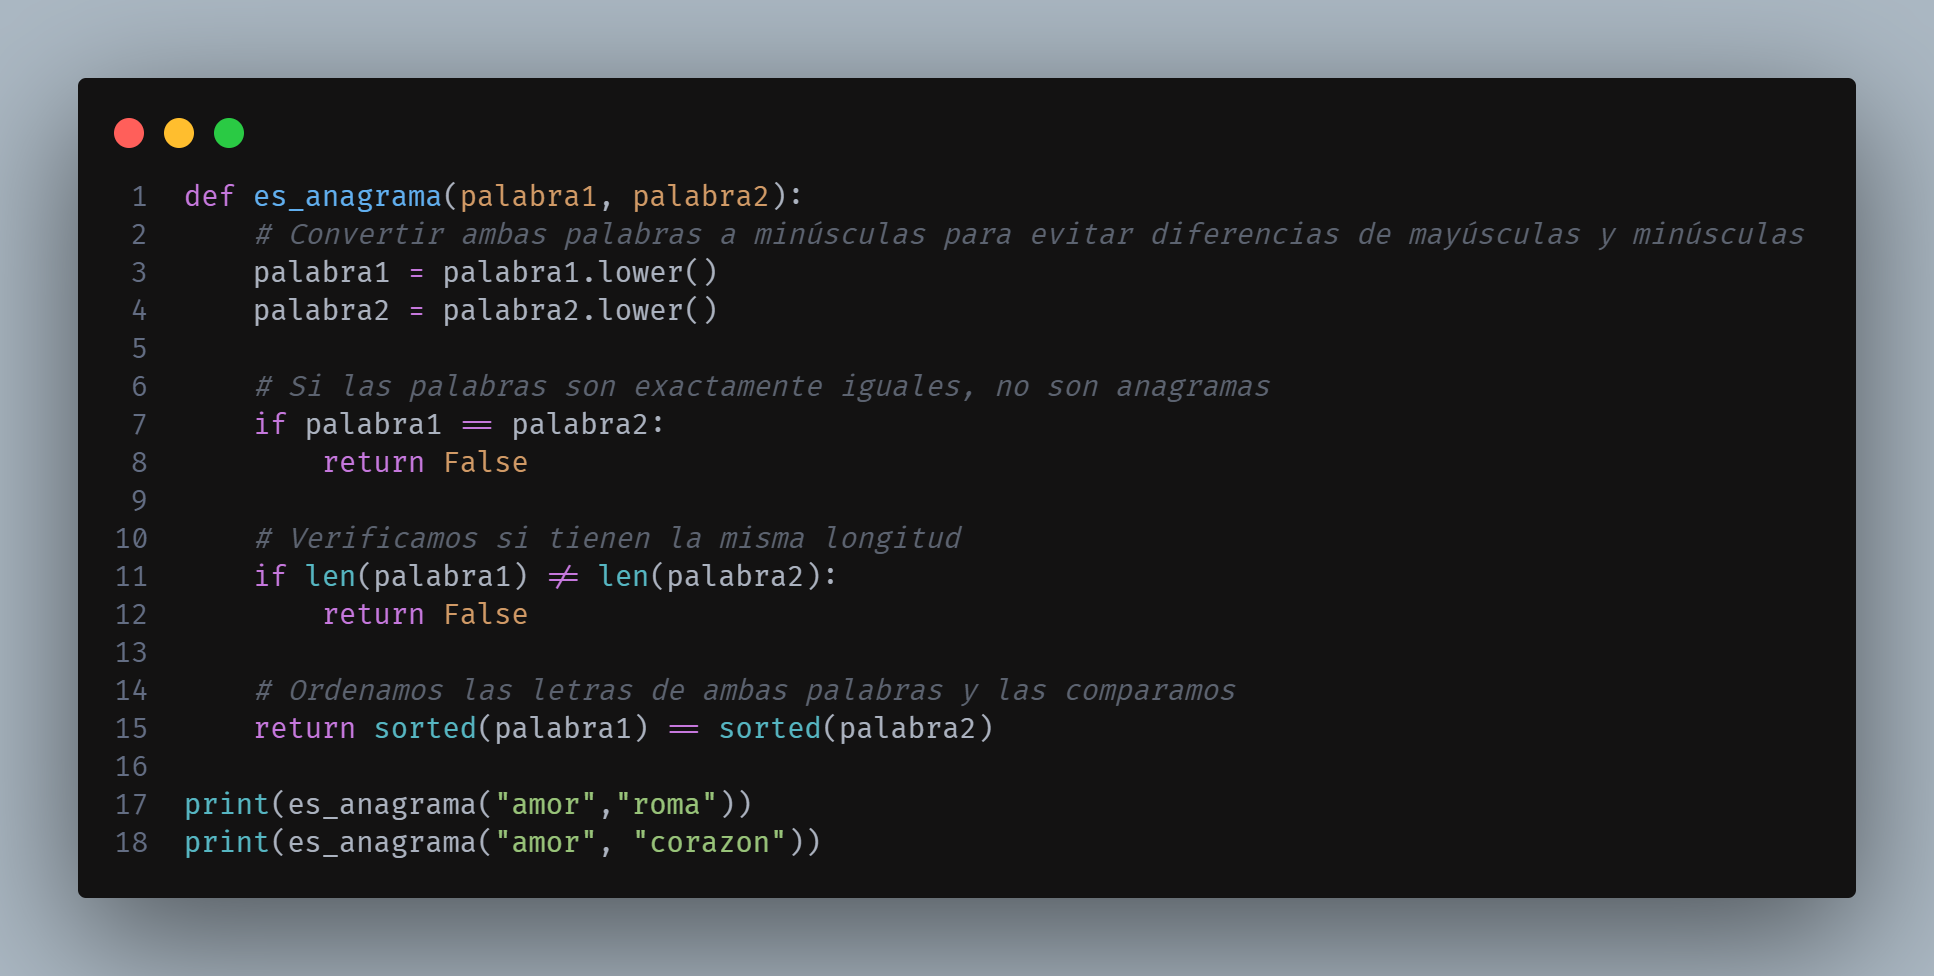 1 def es_anagrama(palabra1, palabra2):
2     # Convertir ambas palabras a minúsculas para evitar diferencias de mayúsculas y minúsculas
3     palabra1 = palabra1.lower()
4     palabra2 = palabra2.lower()
5
6     # Si las palabras son exactamente iguales, no son anagramas
7     if palabra1 == palabra2:
8         return False
9
10     # Verificamos si tienen la misma longitud
11     if len(palabra1) != len(palabra2):
12         return False
13
14     # Ordenamos las letras de ambas palabras y las comparamos
15     return sorted(palabra1) == sorted(palabra2)
16
17 print(es_anagrama("amor","roma"))
18 print(es_anagrama("amor", "corazon"))